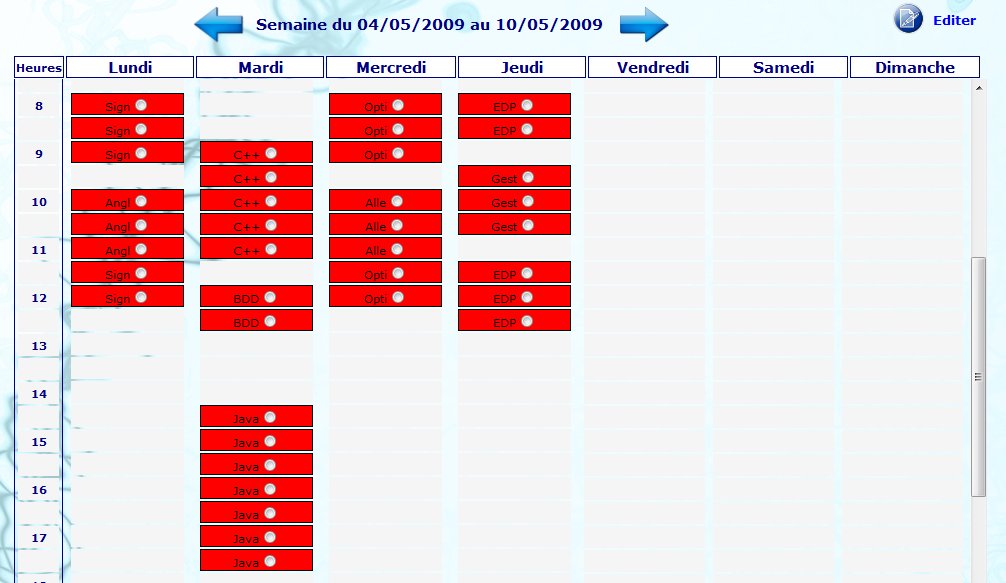 Semaine du 04/05/2009 au 10/05/2009 Editer
Heures Lundi Mardi Mercredi Jeudi Vendredi Samedi Dimanche
8 Sign Opti EDP
Sign Opti EDP
9 Sign C++ Opti
C++ Gest
10 Angl C++ Alle Gest
Angl C++ Alle Gest
11 Angl C++ Alle
Sign Opti EDP
12 Sign BDD Opti EDP
BDD EDP
13
14
Java
15 Java
Java
16 Java
Java
17 Java
Java